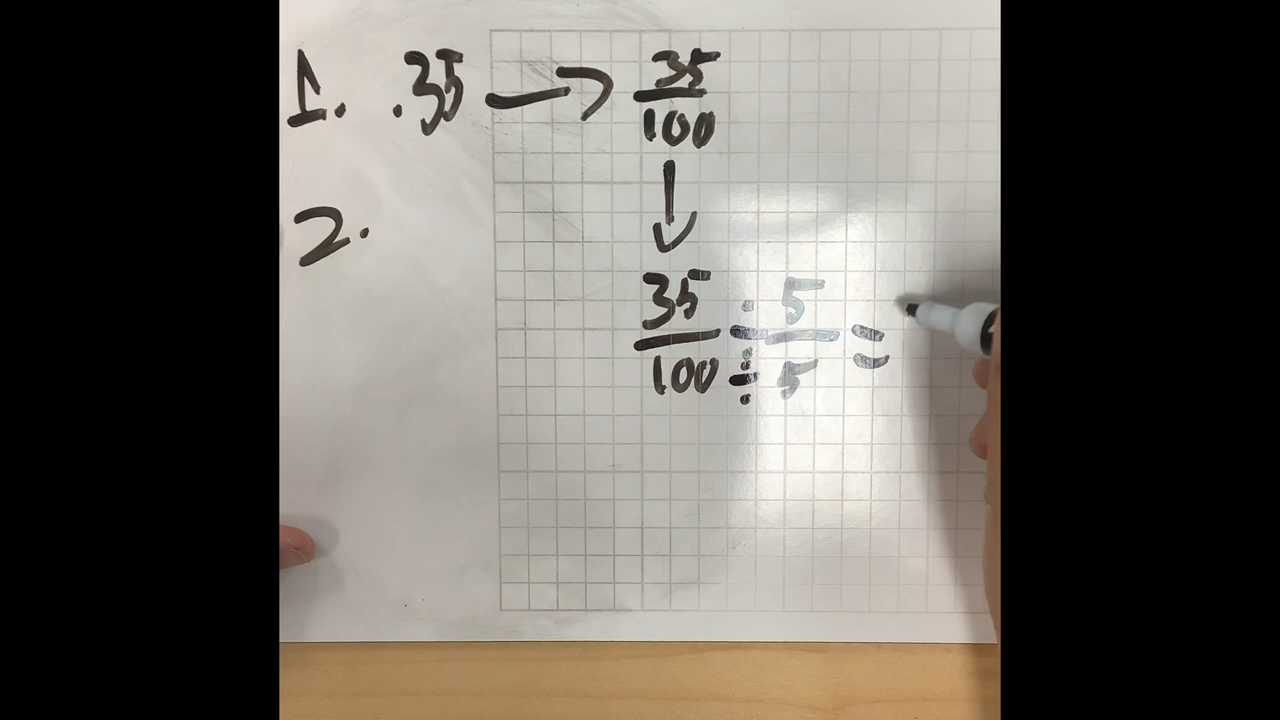 1. .35 → 35/100
↓
2.
35/100 ÷ 5/5 =